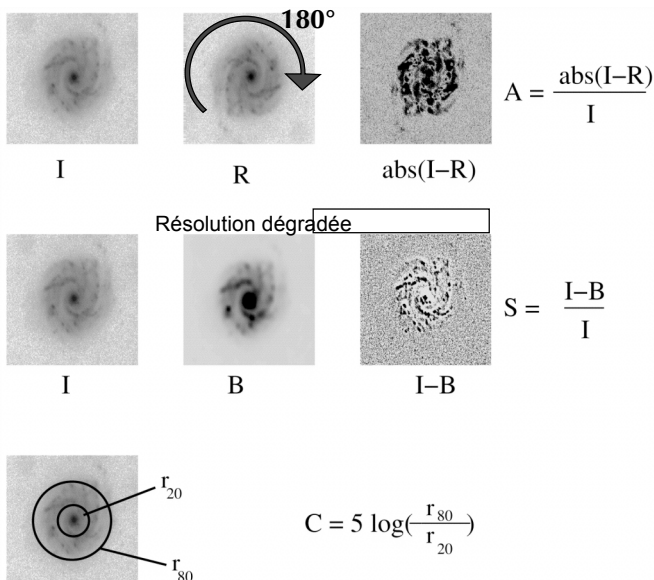 180°
A = abs(I−R) / I
I
R
abs(I−R)
Résolution dégradée
S = I−B / I
I
B
I−B
r20
C = 5 log(r80 / r20)
r80